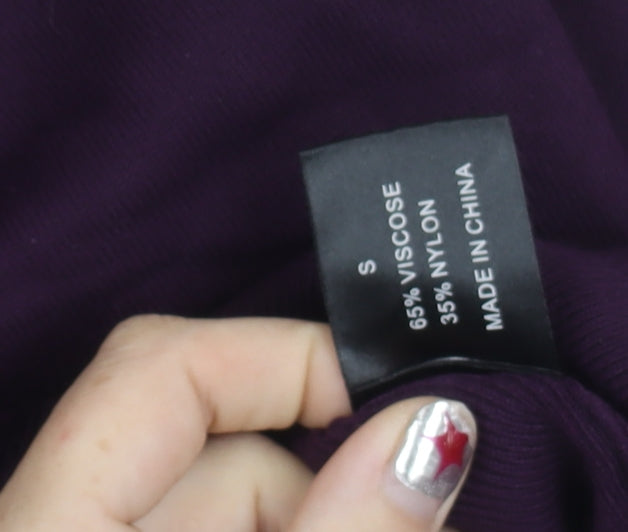 S
65% VISCOSE
35% NYLON
MADE IN CHINA